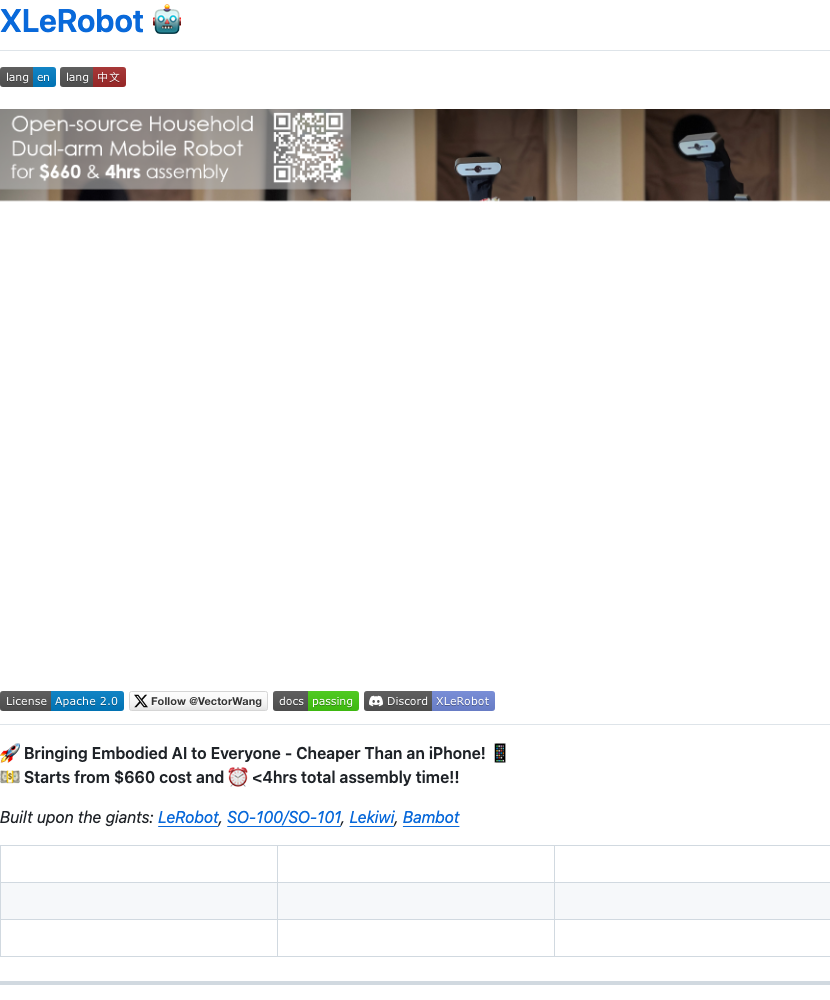 XLeRobot 🤖
lang en lang 中文
Open-source Household
Dual-arm Mobile Robot
for $660 & 4hrs assembly
License Apache 2.0 Follow @VectorWang docs passing Discord XLeRobot
🚀 Bringing Embodied AI to Everyone - Cheaper Than an iPhone! 📱
💵 Starts from $660 cost and ⏰ <4hrs total assembly time!!
Built upon the giants: LeRobot, SO-100/SO-101, Lekiwi, Bambot